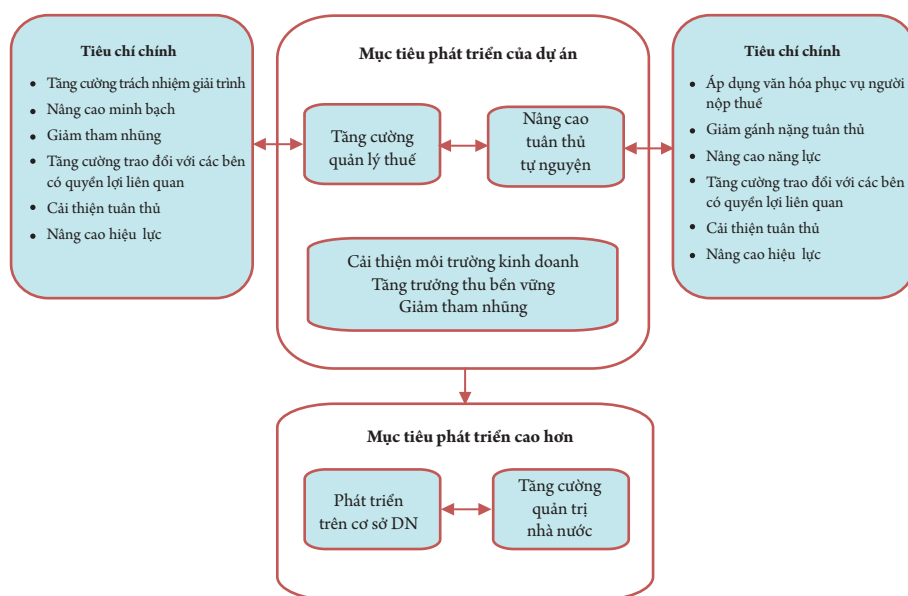 Tiêu chí chính
• Tăng cường trách nhiệm giải trình
• Nâng cao minh bạch
• Giảm tham nhũng
• Tăng cường trao đổi với các bên
có quyền lợi liên quan
• Cải thiện tuân thủ
• Nâng cao hiệu lực
Mục tiêu phát triển của dự án
Tăng cường
quản lý thuế
Nâng cao
tuân thủ
tự nguyện
Cải thiện môi trường kinh doanh
Tăng trưởng thu bền vững
Giảm tham nhũng
Tiêu chí chính
• Áp dụng văn hóa phục vụ người
nộp thuế
• Giảm gánh nặng tuân thủ
• Nâng cao năng lực
• Tăng cường trao đổi với các bên
có quyền lợi liên quan
• Cải thiện tuân thủ
• Nâng cao hiệu lực
Mục tiêu phát triển cao hơn
Phát triển
trên cơ sở DN
Tăng cường
quản trị
nhà nước